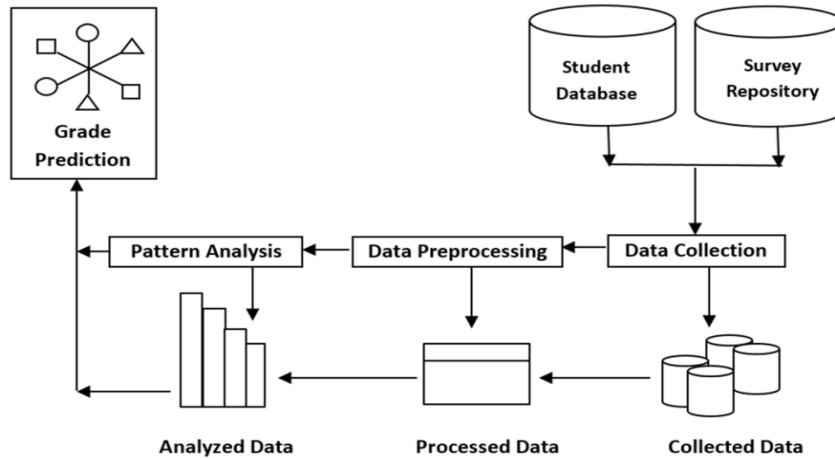 Student
Database
Survey
Repository
Grade
Prediction
Pattern Analysis
Data Preprocessing
Data Collection
Analyzed Data
Processed Data
Collected Data